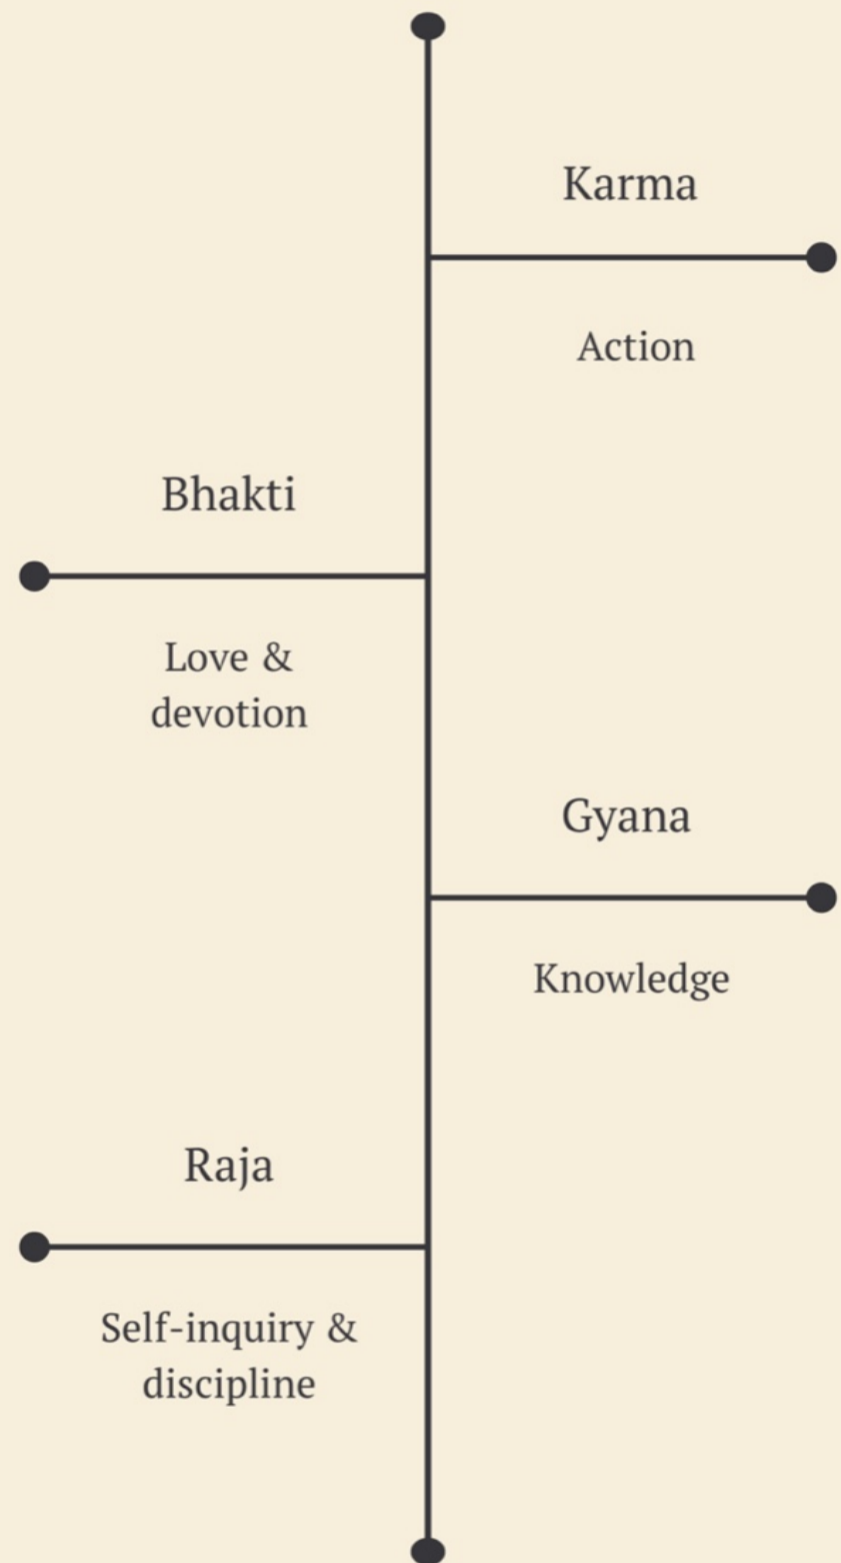 Karma
Action
Bhakti
Love &
devotion
Gyana
Knowledge
Raja
Self-inquiry &
discipline